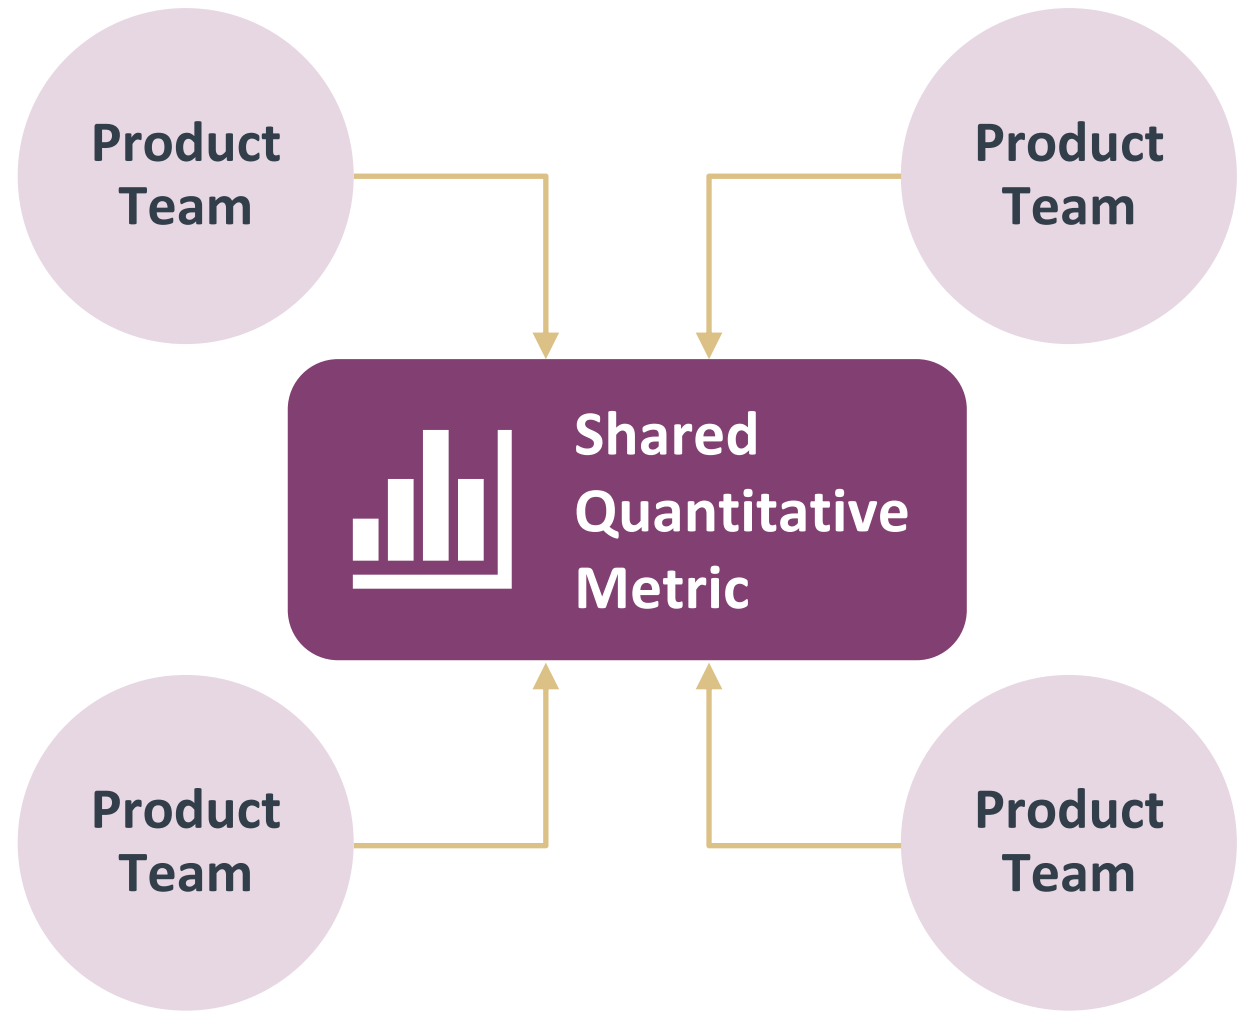 Product
Team
Product
Team
Shared
Quantitative
Metric
Product
Team
Product
Team